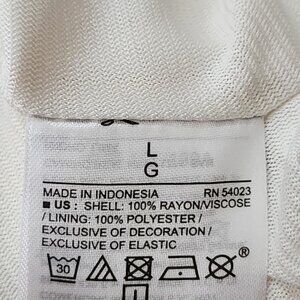 L
G
MADE IN INDONESIA RN 54023
■ US : SHELL: 100% RAYON/VISCOSE
/ LINING: 100% POLYESTER /
EXCLUSIVE OF DECORATION /
EXCLUSIVE OF ELASTIC
30
®